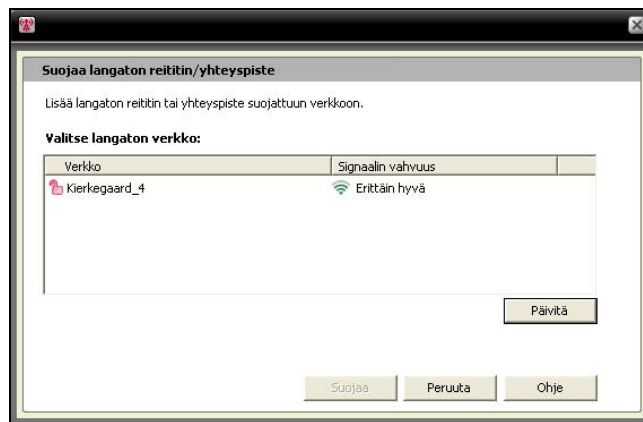 Suojaa langaton reititin/yhteyspiste
Lisää langaton reititin tai yhteyspiste suojattuun verkkoon.
Valitse langaton verkko:
Verkko Signaalin vahvuus
Kierkegaard_4 Erittäin hyvä
Päivitä
Suojaa Peruuta Ohje